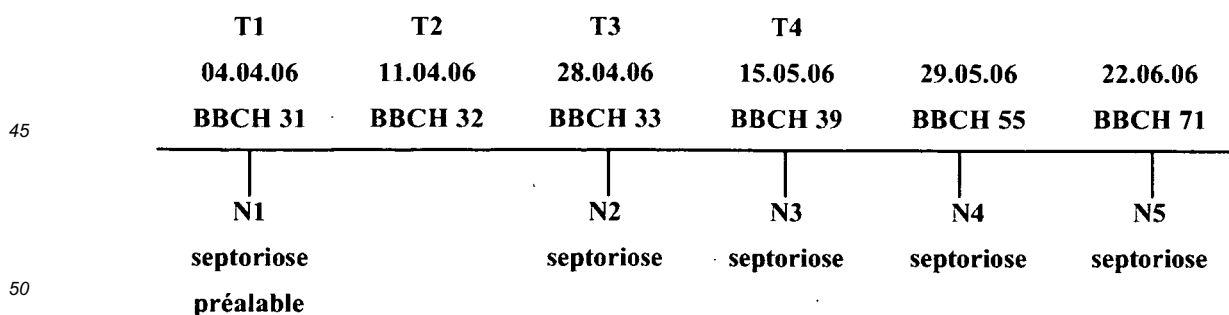 T1 T2 T3 T4
04.04.06 11.04.06 28.04.06 15.05.06 29.05.06 22.06.06
BBCH 31 BBCH 32 BBCH 33 BBCH 39 BBCH 55 BBCH 71
45
N1 N2 N3 N4 N5
septoriose septoriose septoriose septoriose septoriose
50
préalable